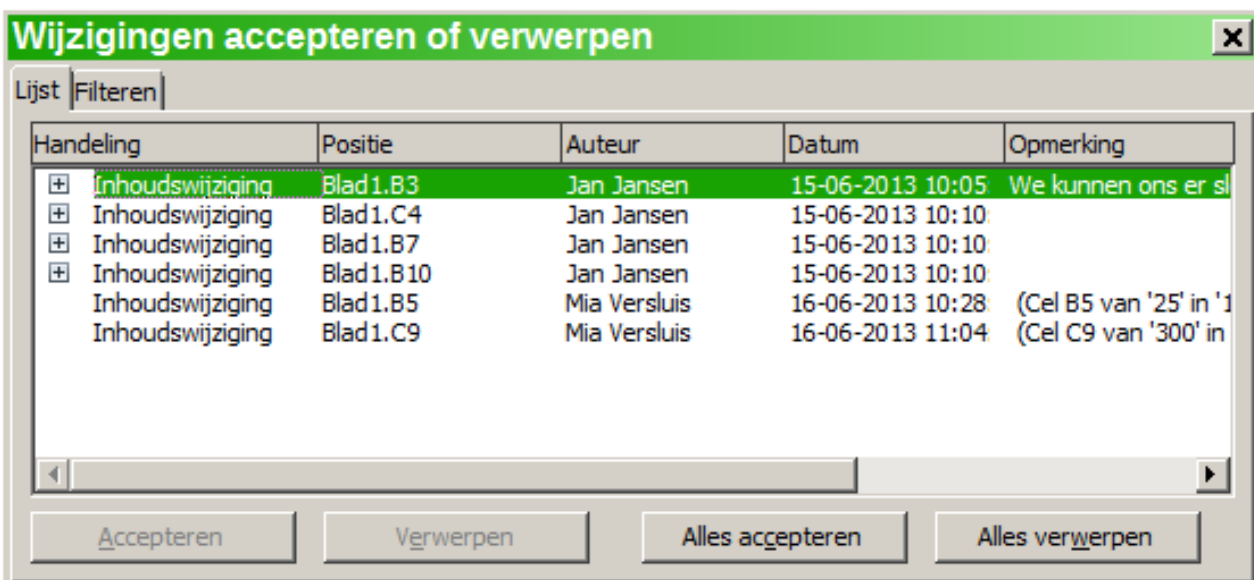 Wijzigingen accepteren of verwerpen
Lijst Filteren
Handeling Positie Auteur Datum Opmerking
Inhoudswijziging Blad1.B3 Jan Jansen 15-06-2013 10:05: We kunnen ons er sl
Inhoudswijziging Blad1.C4 Jan Jansen 15-06-2013 10:10:
Inhoudswijziging Blad1.B7 Jan Jansen 15-06-2013 10:10:
Inhoudswijziging Blad1.B10 Jan Jansen 15-06-2013 10:10:
Inhoudswijziging Blad1.B5 Mia Versluis 16-06-2013 10:28: (Cel B5 van '25' in '1
Inhoudswijziging Blad1.C9 Mia Versluis 16-06-2013 11:04: (Cel C9 van '300' in
Accepteren Verwerpen Alles accepteren Alles verwerpen